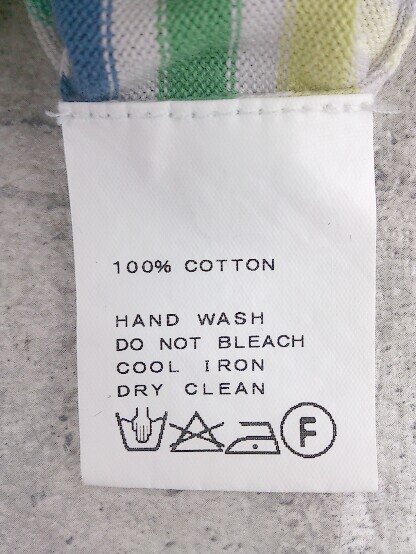 100% COTTON
HAND WASH
DO NOT BLEACH
COOL IRON
DRY CLEAN
F